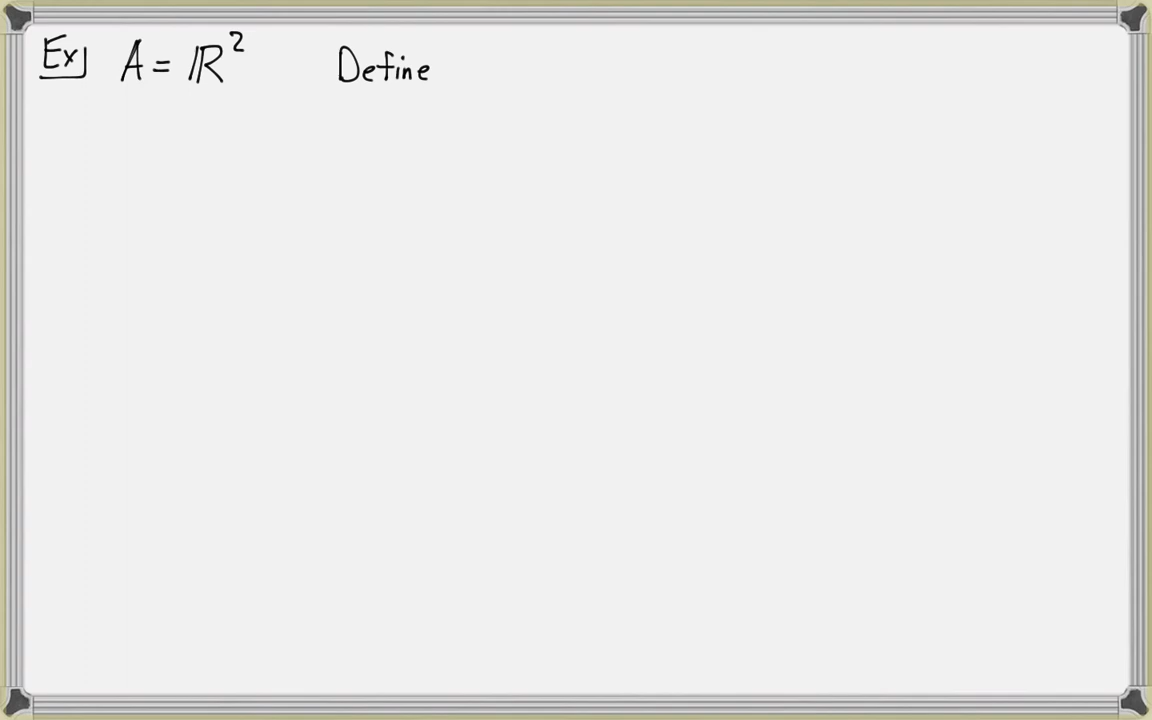 Ex] A = ℝ² Define